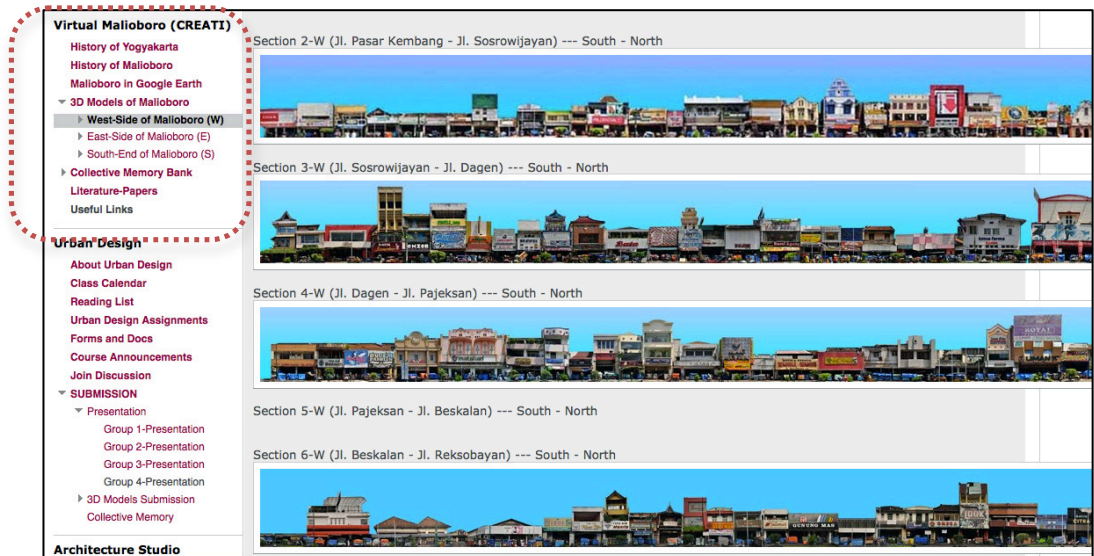 Virtual Malioboro (CREATI)
History of Yogyakarta
History of Malioboro
Malioboro in Google Earth
3D Models of Malioboro
West-Side of Malioboro (W)
East-Side of Malioboro (E)
South-End of Malioboro (S)
Collective Memory Bank
Literature-Papers
Useful Links
Urban Design
About Urban Design
Class Calendar
Reading List
Urban Design Assignments
Forms and Docs
Course Announcements
Join Discussion
SUBMISSION
Presentation
Group 1-Presentation
Group 2-Presentation
Group 3-Presentation
Group 4-Presentation
3D Models Submission
Collective Memory
Architecture Studio
Section 2-W (Jl. Pasar Kembang - Jl. Sosrowijayan) --- South - North
Section 3-W (Jl. Sosrowijayan - Jl. Dagen) --- South - North
Bata
Section 4-W (Jl. Dagen - Jl. Pajeksan) --- South - North
ROYAL
Section 5-W (Jl. Pajeksan - Jl. Beskalan) --- South - North
Section 6-W (Jl. Beskalan - Jl. Reksobayan) --- South - North
GUNUNG MAS